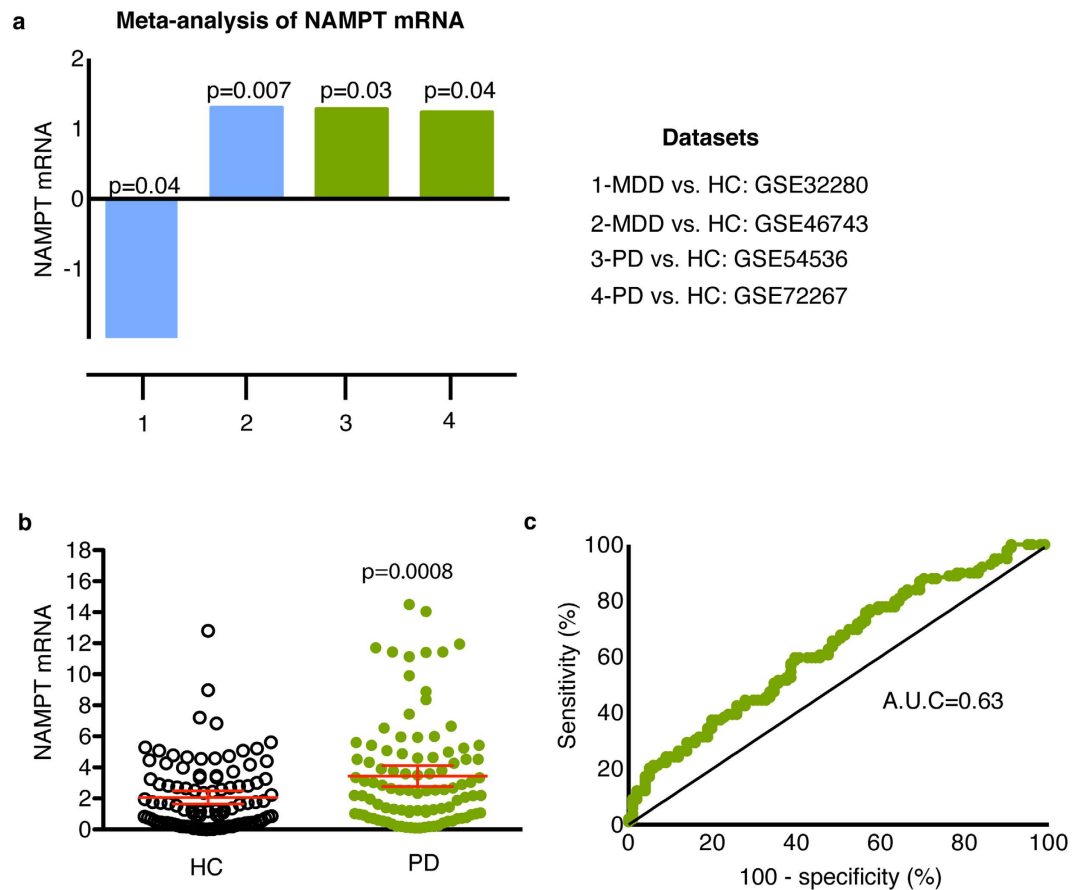 a
Meta-analysis of NAMPT mRNA
NAMPT mRNA
2
1
0
-1
p=0.04
p=0.007
p=0.03
p=0.04
1
2
3
4
Datasets
1-MDD vs. HC: GSE32280
2-MDD vs. HC: GSE46743
3-PD vs. HC: GSE54536
4-PD vs. HC: GSE72267
b
NAMPT mRNA
18
16
14
12
10
8
6
4
2
0
p=0.0008
HC
PD
c
Sensitivity (%)
100
80
60
40
20
0
A.U.C=0.63
0
20
40
60
80
100
100 - specificity (%)